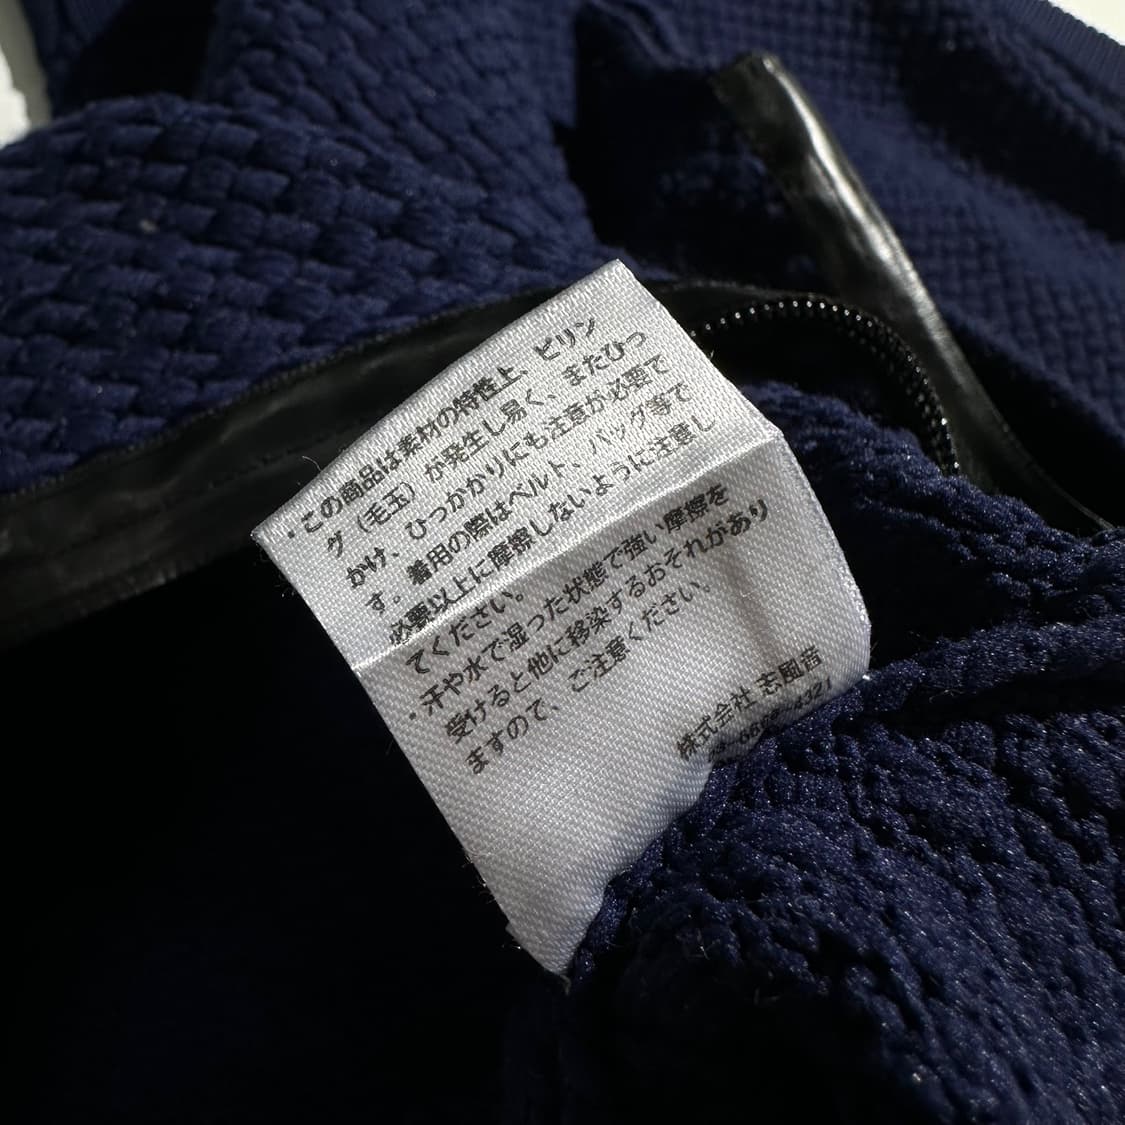 ・この商品は素材の特性上、ピリン
グ（毛玉）が発生し易く、またひっ
かけ、ひっかかりにも注意が必要で
す。着用の際はベルト、バッグ等で
必要以上に摩擦しないように注意し
てください。
・汗や水で湿った状態で強い摩擦を
受けると他に移染するおそれがあり
ますので、ご注意ください。
株式会社 志風音